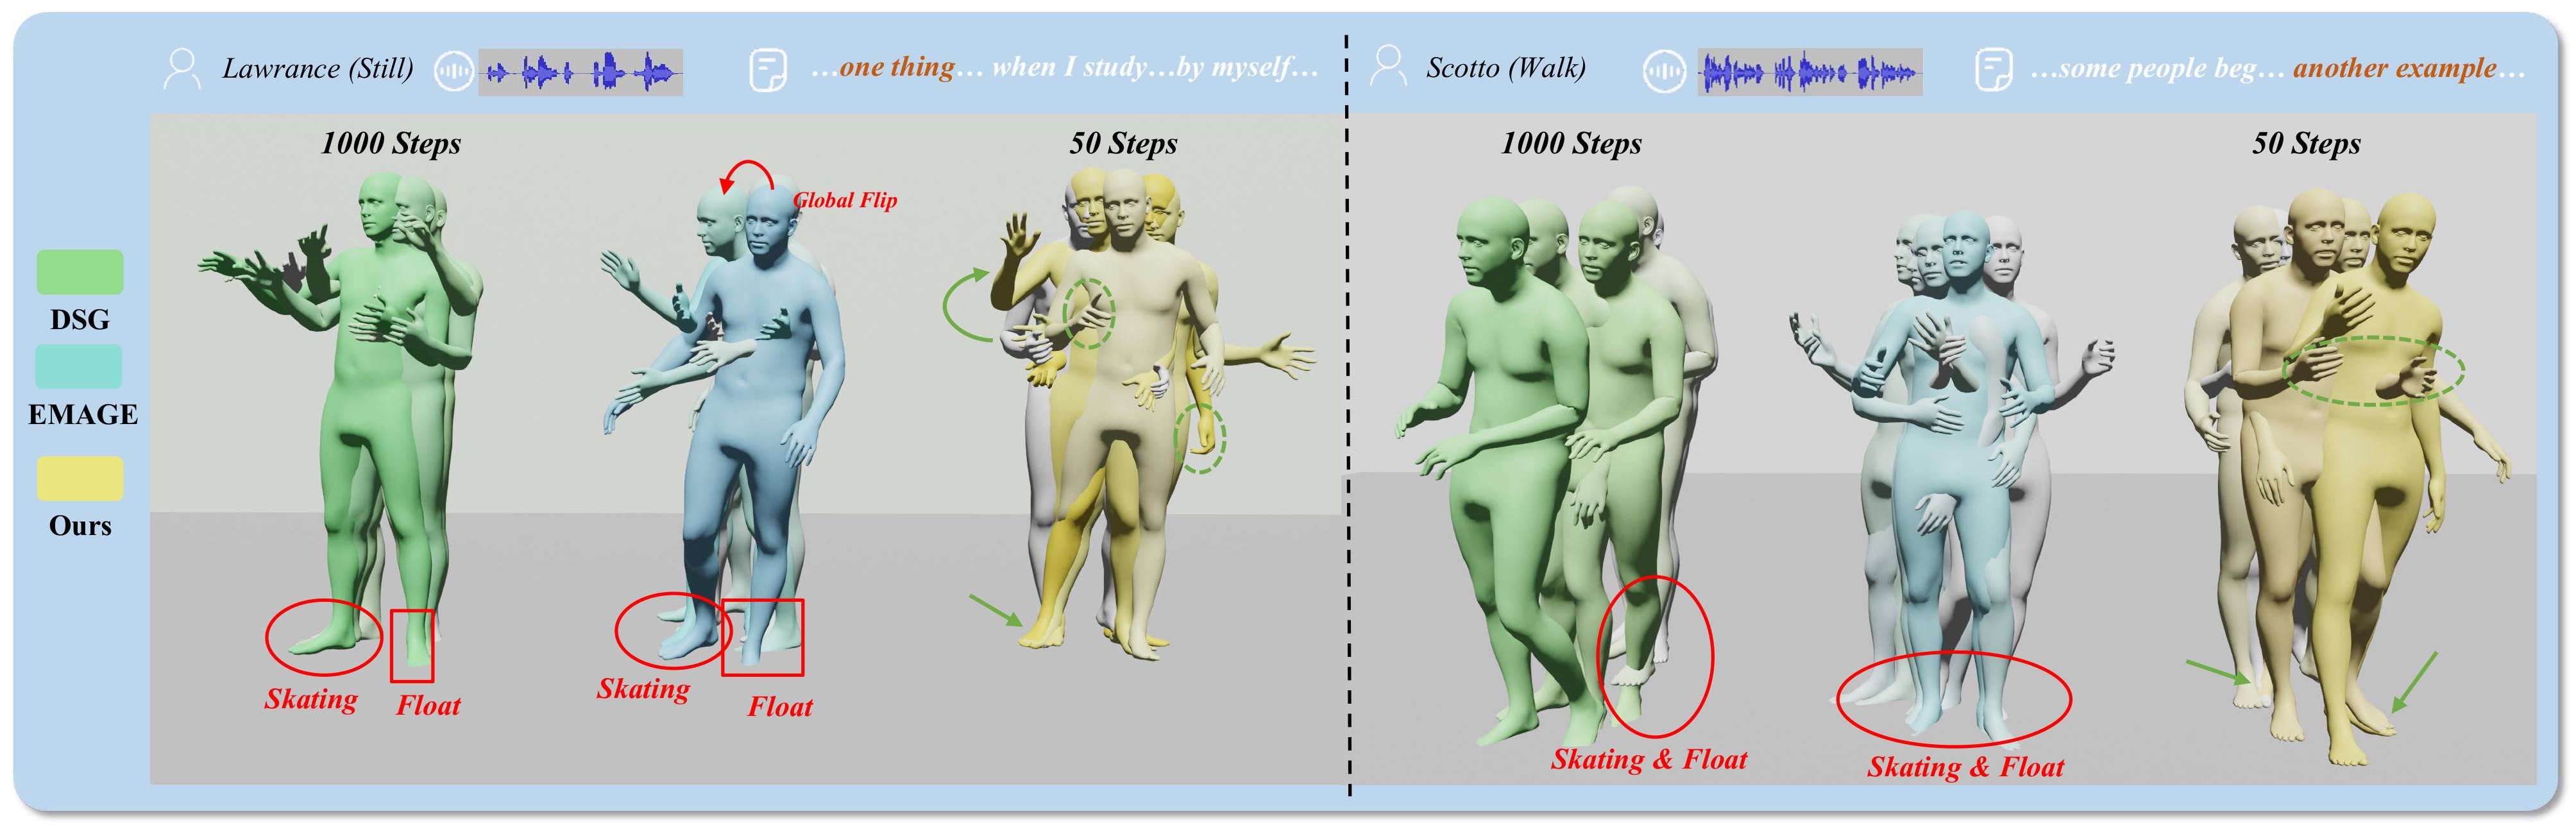 Lawrance (Still)
…one thing… when I study…by myself…
Scotto (Walk)
…some people beg… another example…
1000 Steps
50 Steps
1000 Steps
50 Steps
Global Flip
DSG
EMAGE
Ours
Skating
Float
Skating
Float
Skating & Float
Skating & Float